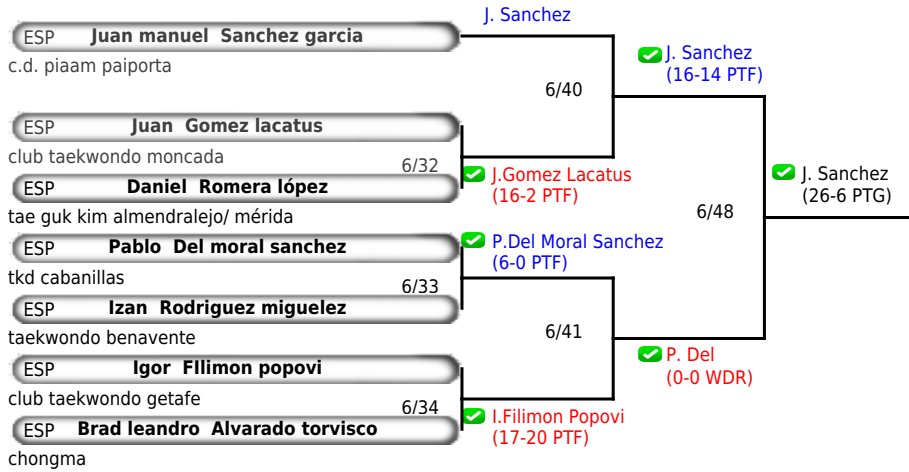 J. Sanchez
ESP Juan manuel Sanchez garcia
c.d. piaam paiporta
J. Sanchez
(16-14 PTF)
6/40
ESP Juan Gomez lacatus
club taekwondo moncada
6/32
J.Gomez Lacatus
(16-2 PTF)
ESP Daniel Romera lópez
tae guk kim almendralejo/ mérida
J. Sanchez
(26-6 PTG)
6/48
ESP Pablo Del moral sanchez
tkd cabanillas
P.Del Moral Sanchez
(6-0 PTF)
6/33
ESP Izan Rodriguez miguelez
taekwondo benavente
6/41
P. Del
(0-0 WDR)
ESP Igor FIlimon popovi
club taekwondo getafe
6/34
I.Filimon Popovi
(17-20 PTF)
ESP Brad leandro Alvarado torvisco
chongma